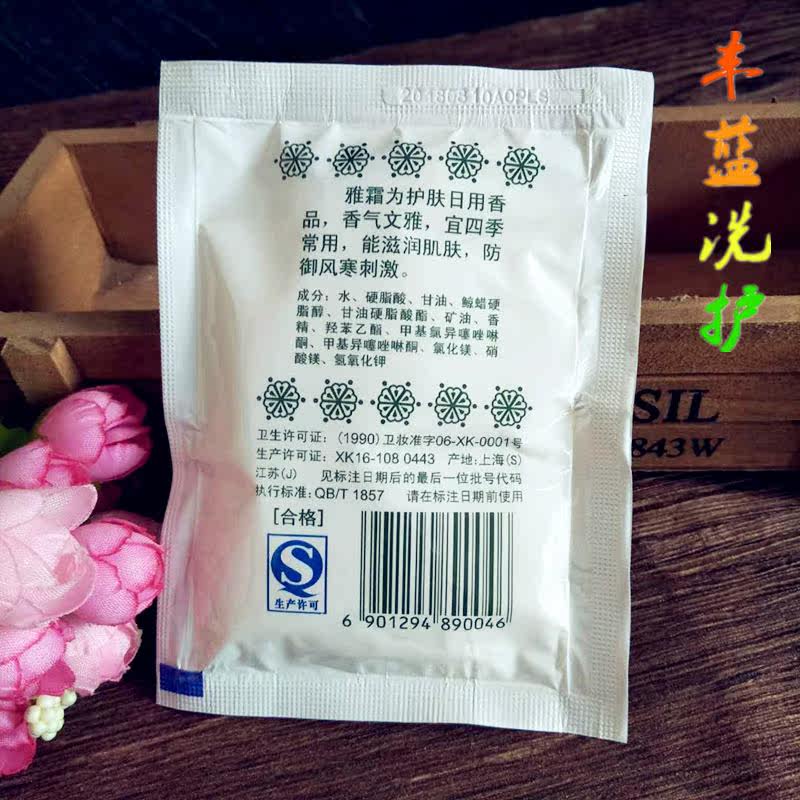 丰蓝洗护
雅霜为护肤日用香
品，香气文雅，宜四季
常用，能滋润肌肤，防
御风寒刺激。
成分：水、硬脂酸、甘油、鲸蜡硬
脂醇、甘油硬脂酸酯、矿油、香
精、羟苯乙酯、甲基氯异噻唑啉
酮、甲基异噻唑啉酮、氯化镁、硝
酸镁、氢氧化钾
卫生许可证：(1990)卫妆准字06-XK-0001号
生产许可证：XK16-108 0443 产地:上海(S)
江苏(J) 见标注日期后的最后一位批号代码
执行标准:QB/T 1857 请在标注日期前使用
[合格]
生产许可
6 901294 890046
SIL
843W